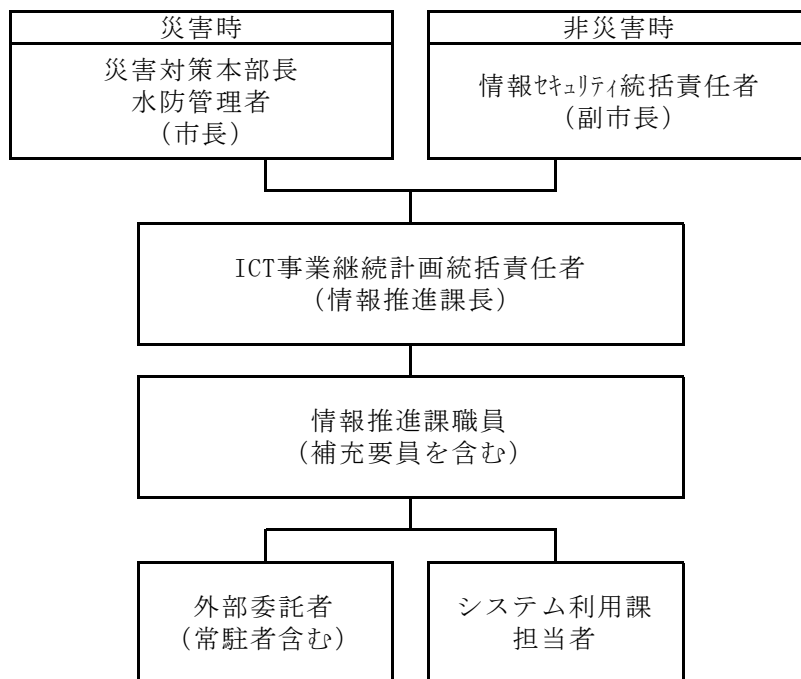 災害時
災害対策本部長
水防管理者
(市長)
非災害時
情報ｾｷｭﾘﾃｨ統括責任者
(副市長)
ICT事業継続計画統括責任者
(情報推進課長)
情報推進課職員
(補充要員を含む)
外部委託者
(常駐者含む)
システム利用課
担当者